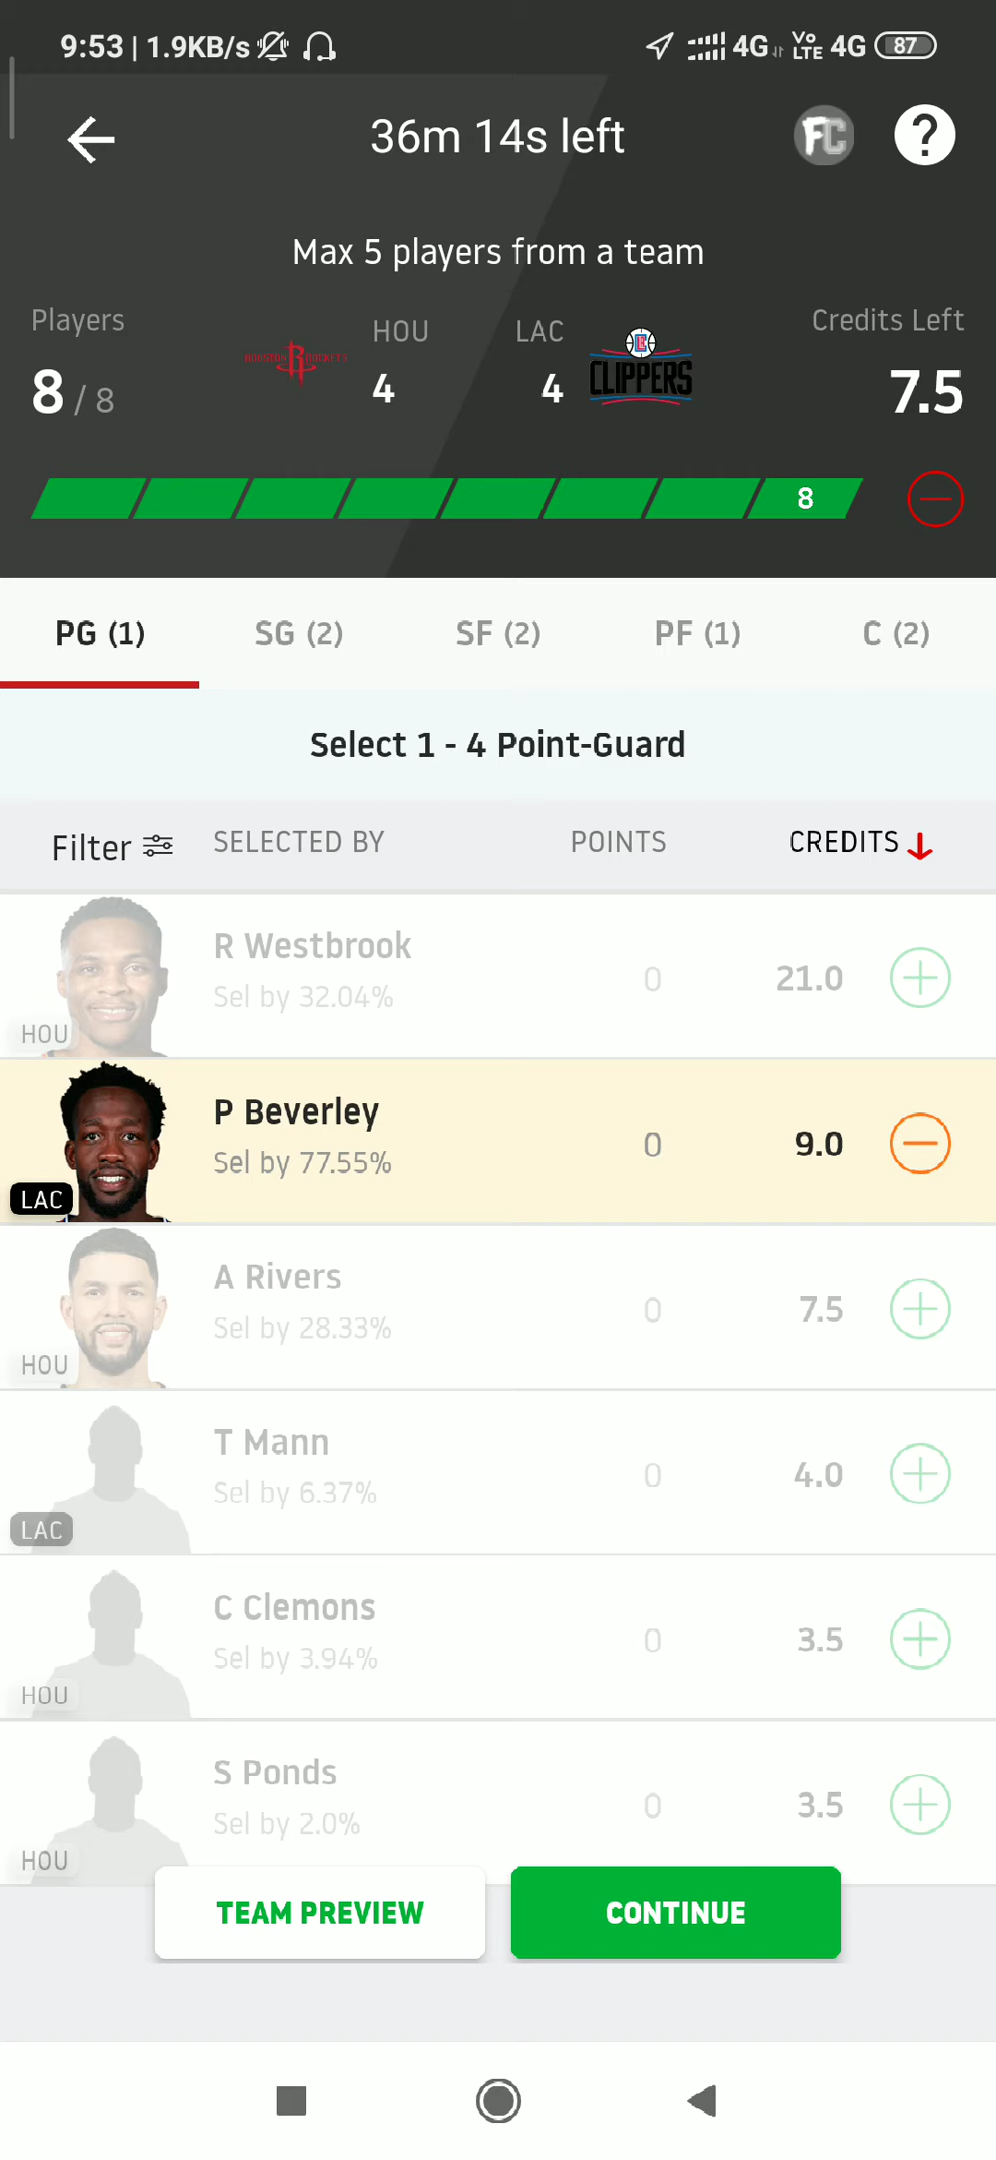 9:53 | 1.9KB/s 4G Vo LTE 4G 87
36m 14s left
FC ?
Max 5 players from a team
Players HOU LAC Credits Left
HOUSTON ROCKETS
CLIPPERS
8 / 8 4 4 7.5
8
PG (1) SG (2) SF (2) PF (1) C (2)
Select 1 - 4 Point-Guard
Filter SELECTED BY POINTS CREDITS
R Westbrook
Sel by 32.04% 0 21.0
HOU
P Beverley
Sel by 77.55% 0 9.0
LAC
A Rivers
Sel by 28.33% 0 7.5
HOU
T Mann
Sel by 6.37% 0 4.0
LAC
C Clemons
Sel by 3.94% 0 3.5
HOU
S Ponds
Sel by 2.0% 0 3.5
HOU
TEAM PREVIEW CONTINUE